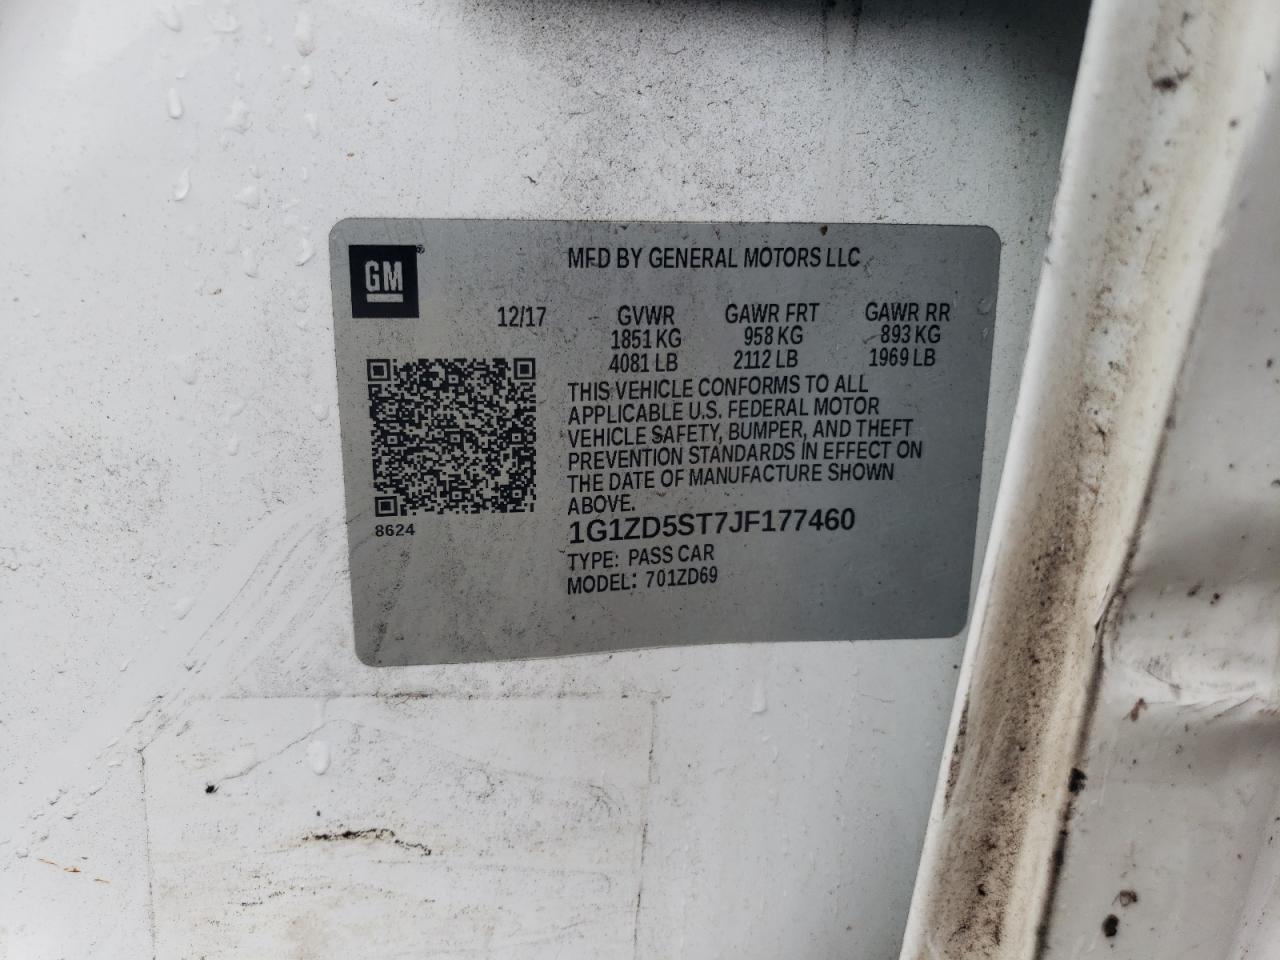 GM®
MFD BY GENERAL MOTORS LLC
12/17 GVWR GAWR FRT GAWR RR
1851 KG 958 KG 893 KG
4081 LB 2112 LB 1969 LB
THIS VEHICLE CONFORMS TO ALL
APPLICABLE U.S. FEDERAL MOTOR
VEHICLE SAFETY, BUMPER, AND THEFT
PREVENTION STANDARDS IN EFFECT ON
THE DATE OF MANUFACTURE SHOWN
ABOVE.
8624
1G1ZD5ST7JF177460
TYPE: PASS CAR
MODEL: 701ZD69